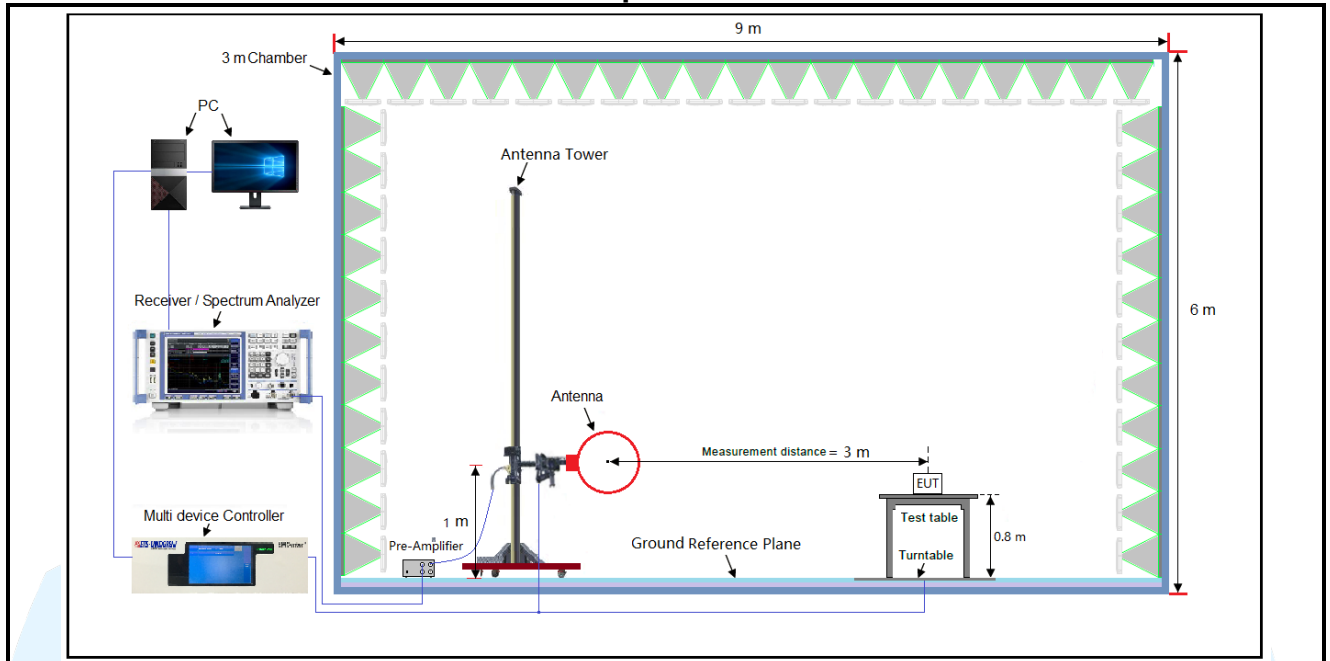 9 m
3 m Chamber
PC
Antenna Tower
Receiver / Spectrum Analyzer
6 m
Antenna
Measurement distance = 3 m
EUT
Multi device Controller
1 m
Test table
0.8 m
Pre-Amplifier
Ground Reference Plane
Turntable